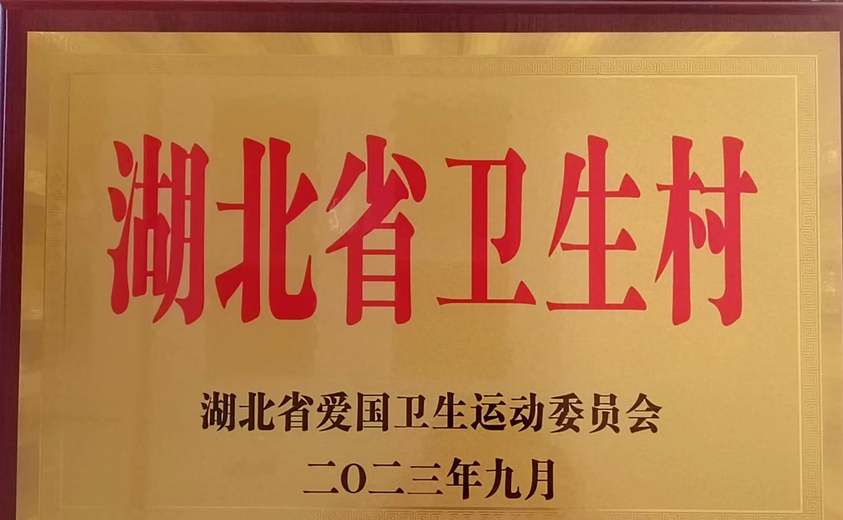 湖北省卫生村
湖北省爱国卫生运动委员会
二〇二三年九月